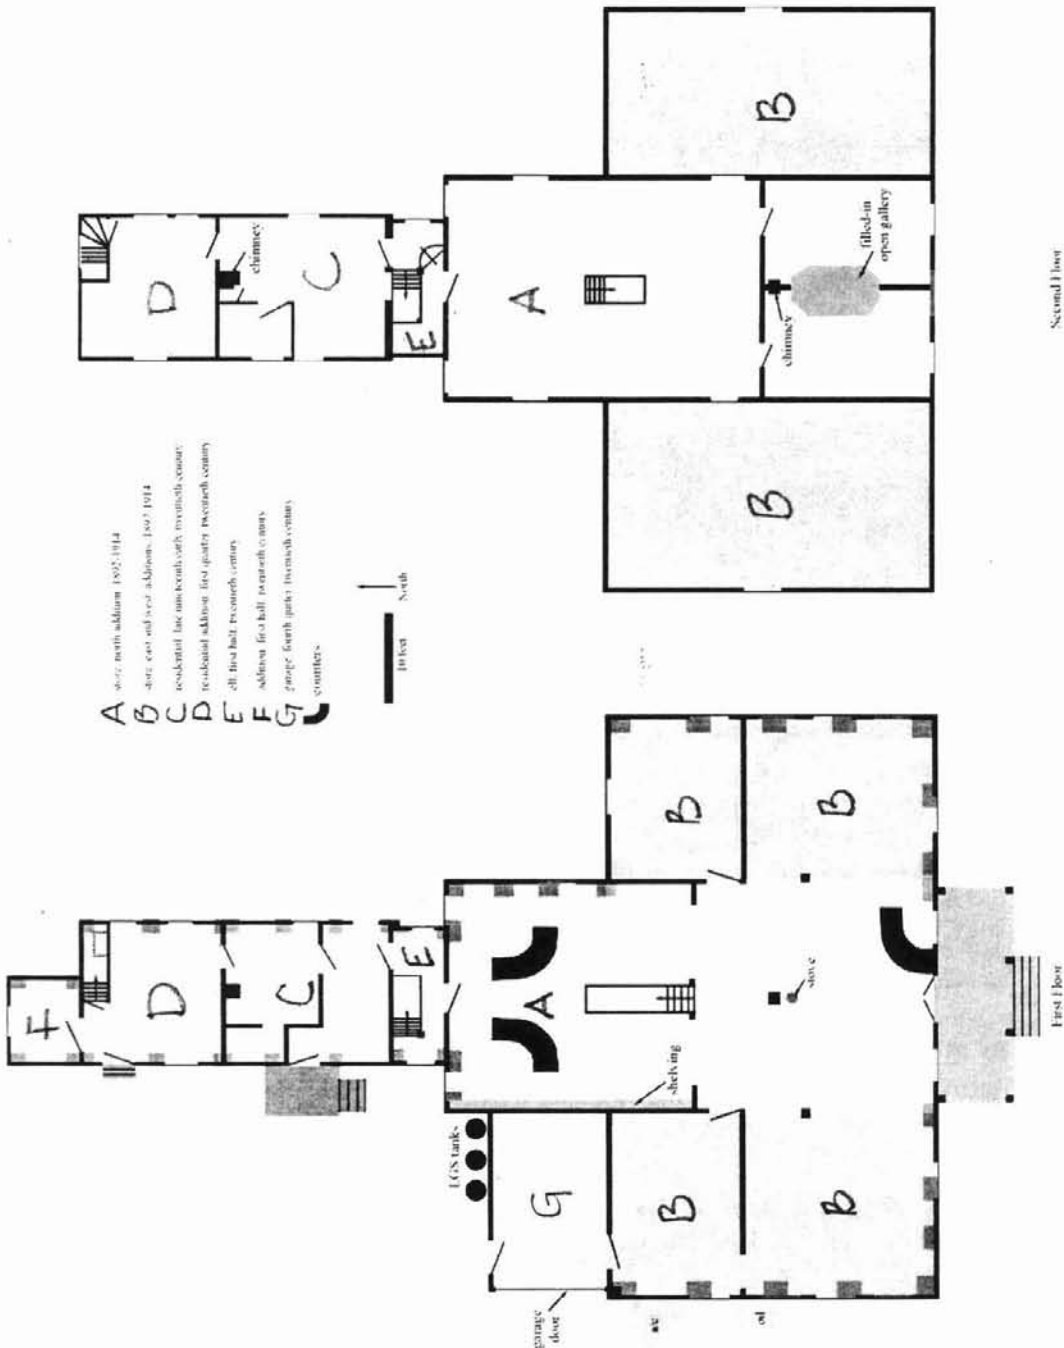 A store, north addition, 1892-1914
B store, east and west additions, 1892-1914
C residential, late nineteenth/early twentieth century
D residential addition, first quarter, twentieth century
E ell, first half, twentieth century
F addition, first half, twentieth century
G garage, fourth quarter, twentieth century
counters
10 feet
North
D
chimney
C
E
A
B
B
chimney
filled-in
open gallery
Second Floor
F
D
C
E
A
shelving
LGS tanks
G
garage
door
B
B
B
B
stove
oil
First Floor